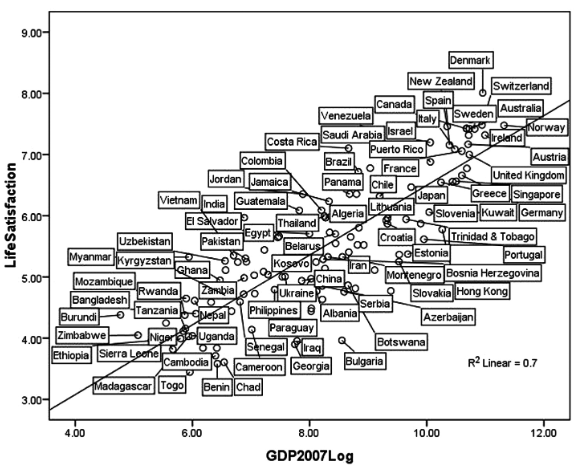 9.00
Denmark
8.00
New Zealand
Switzerland
Canada
Spain
Venezuela
Italy
Sweden
Australia
Saudi Arabia
Israel
Norway
Costa Rica
Ireland
7.00
Puerto Rico
Austria
Colombia
Brazil
France
United Kingdom
Jordan
Jamaica
Panama
Chile
Japan
Greece
Singapore
Vietnam
India
Guatemala
Lithuania
6.00
Algeria
Slovenia
Kuwait
Germany
El Salvador
Thailand
Egypt
Croatia
Trinidad & Tobago
Uzbekistan
Pakistan
Belarus
Estonia
Portugal
Myanmar
Kyrgyzstan
Kosovo
Iran
Montenegro
Bosnia Herzegovina
Ghana
5.00
Mozambique
Zambia
China
Rwanda
Ukraine
Slovakia
Hong Kong
Bangladesh
Serbia
Tanzania
Nepal
Philippines
Albania
Azerbaijan
Burundi
Zimbabwe
Niger
Uganda
Paraguay
Botswana
4.00
Senegal
Iraq
Ethiopia
Sierra Leone
Cambodia
Cameroon
Georgia
Bulgaria
Madagascar
Togo
Benin
Chad
R2 Linear = 0.7
3.00
4.00
6.00
8.00
10.00
12.00
LifeSatisfaction
GDP2007Log